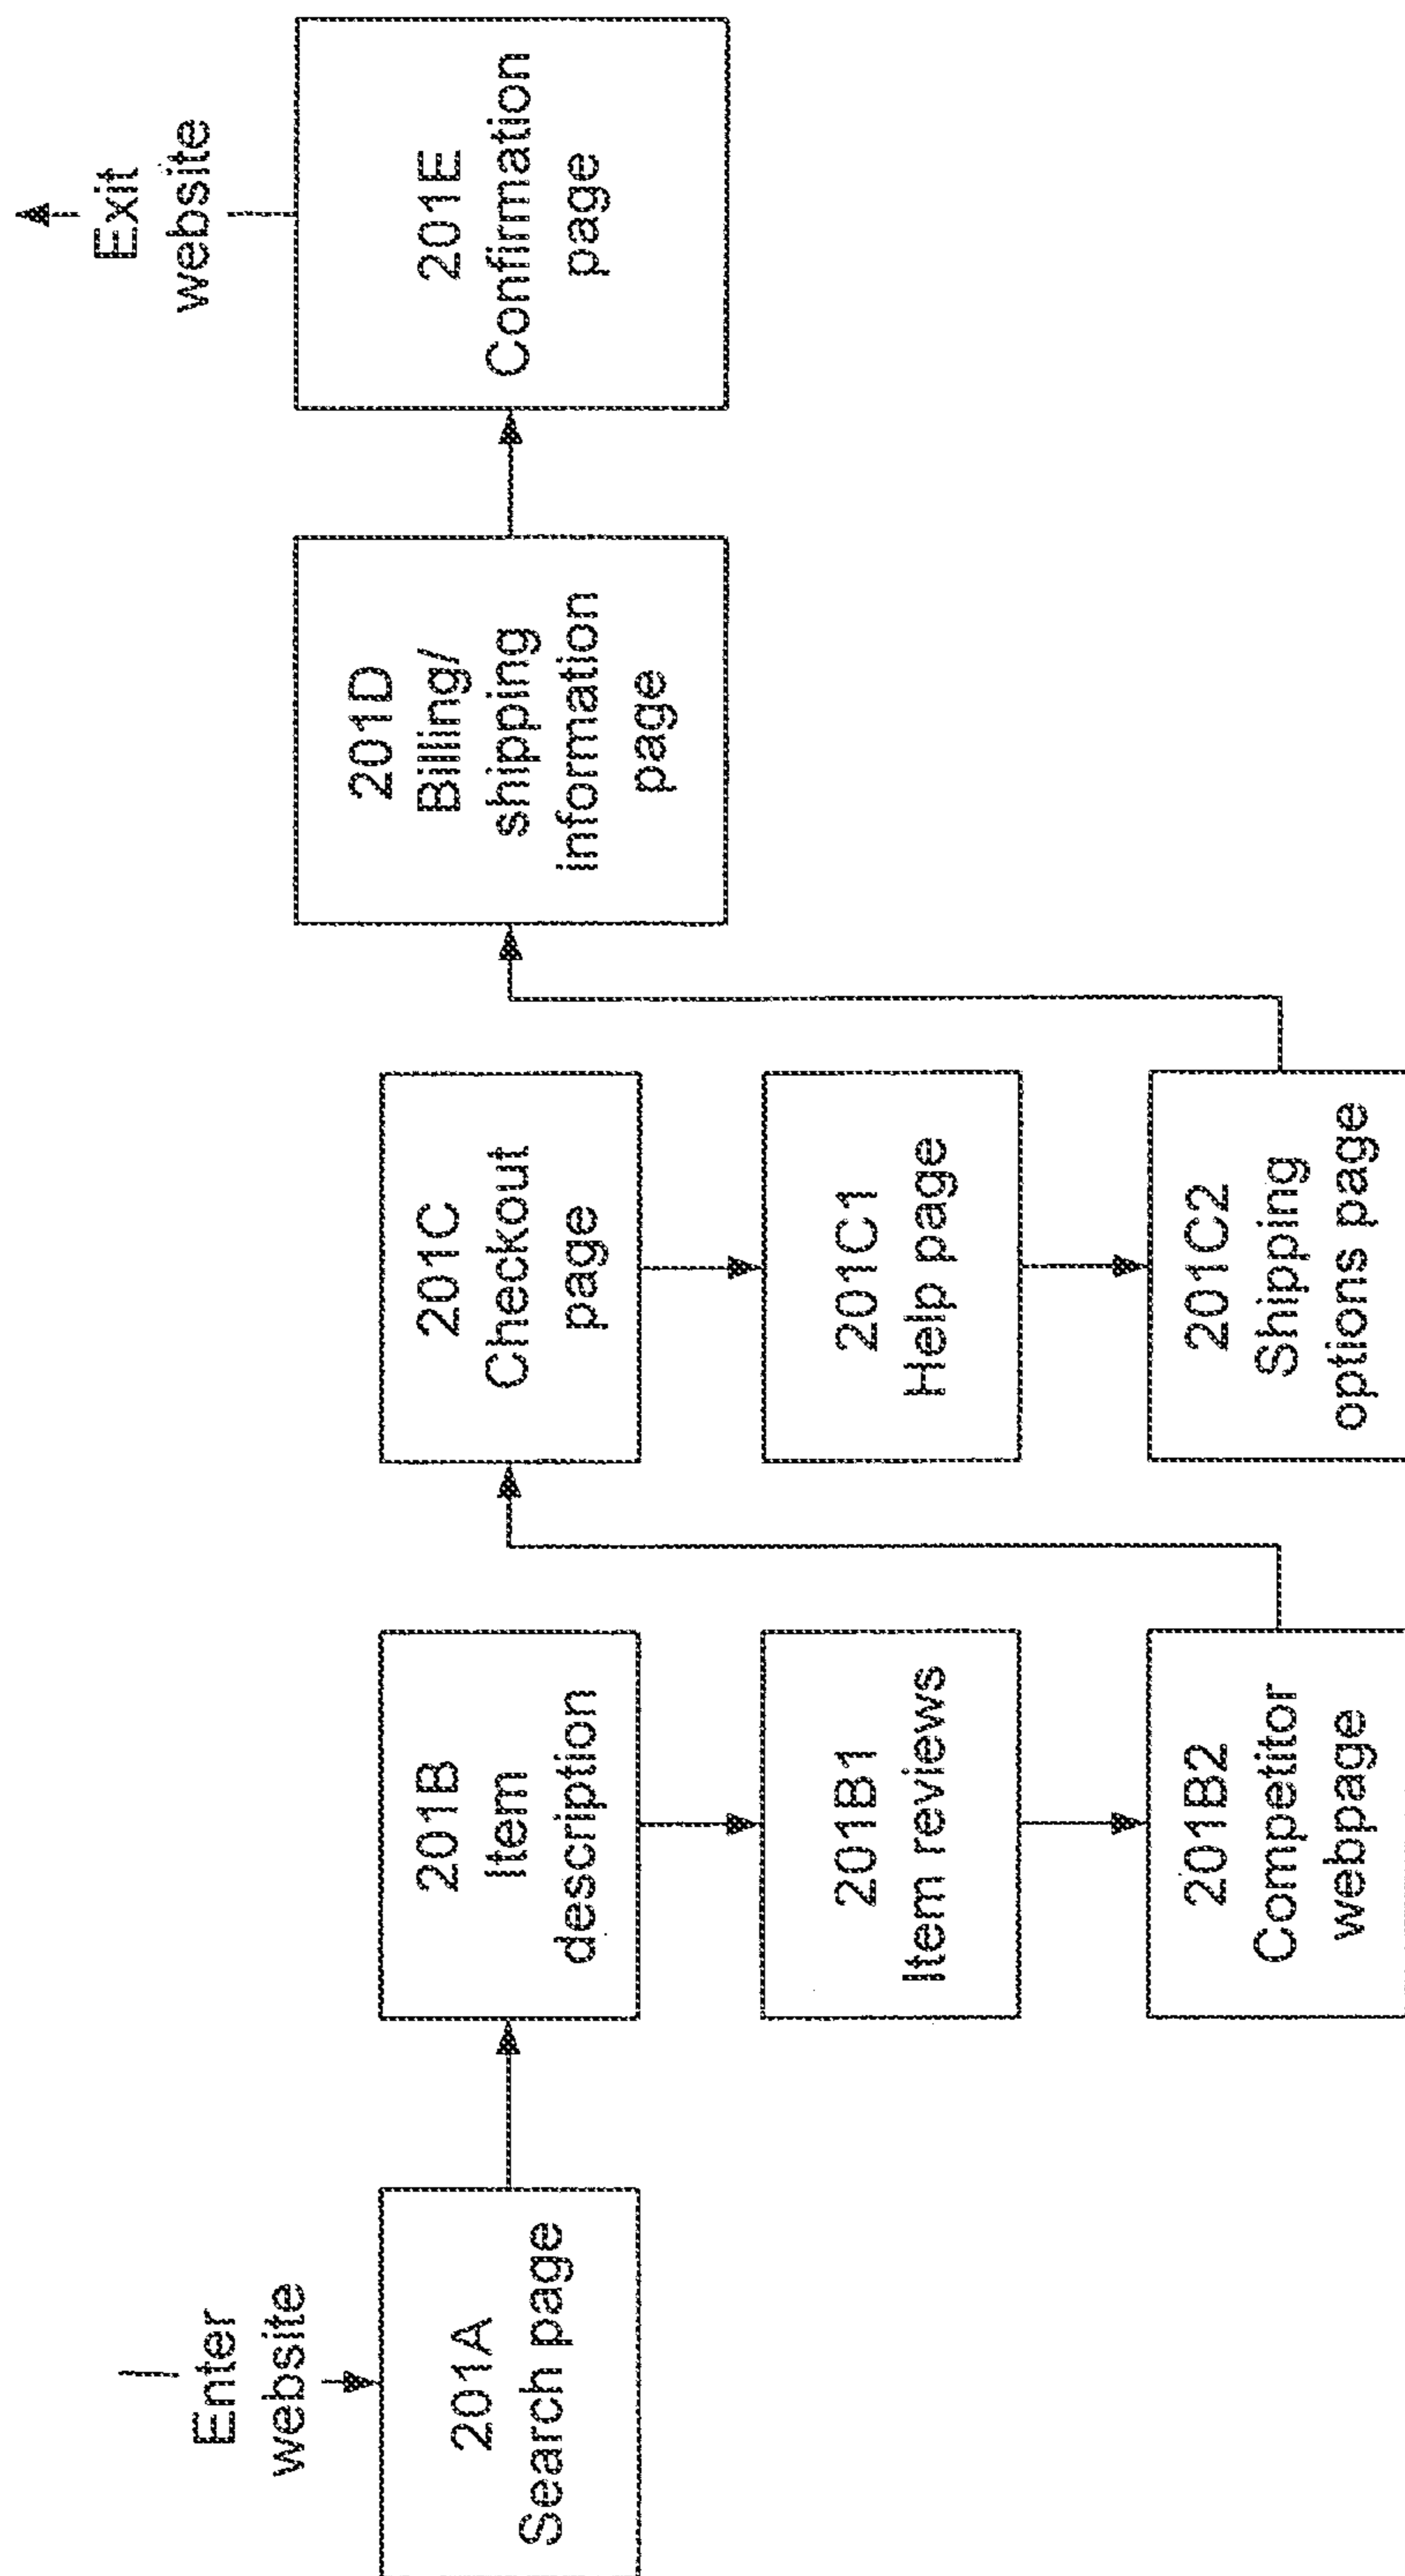 Enter
website
201A
Search page
201B
Item
description
201B1
Item reviews
201B2
Competitor
webpage
201C
Checkout
page
201C1
Help page
201C2
Shipping
options page
201D
Billing/
shipping
information
page
201E
Confirmation
page
Exit
website